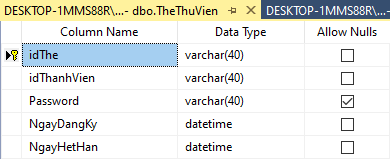 DESKTOP-1MMS88R\...- dbo.TheThuVien DESKTOP-1MMS88R\...-
Column Name Data Type Allow Nulls
idThe varchar(40)
idThanhVien varchar(40)
Password varchar(40)
NgayDangKy datetime
NgayHetHan datetime